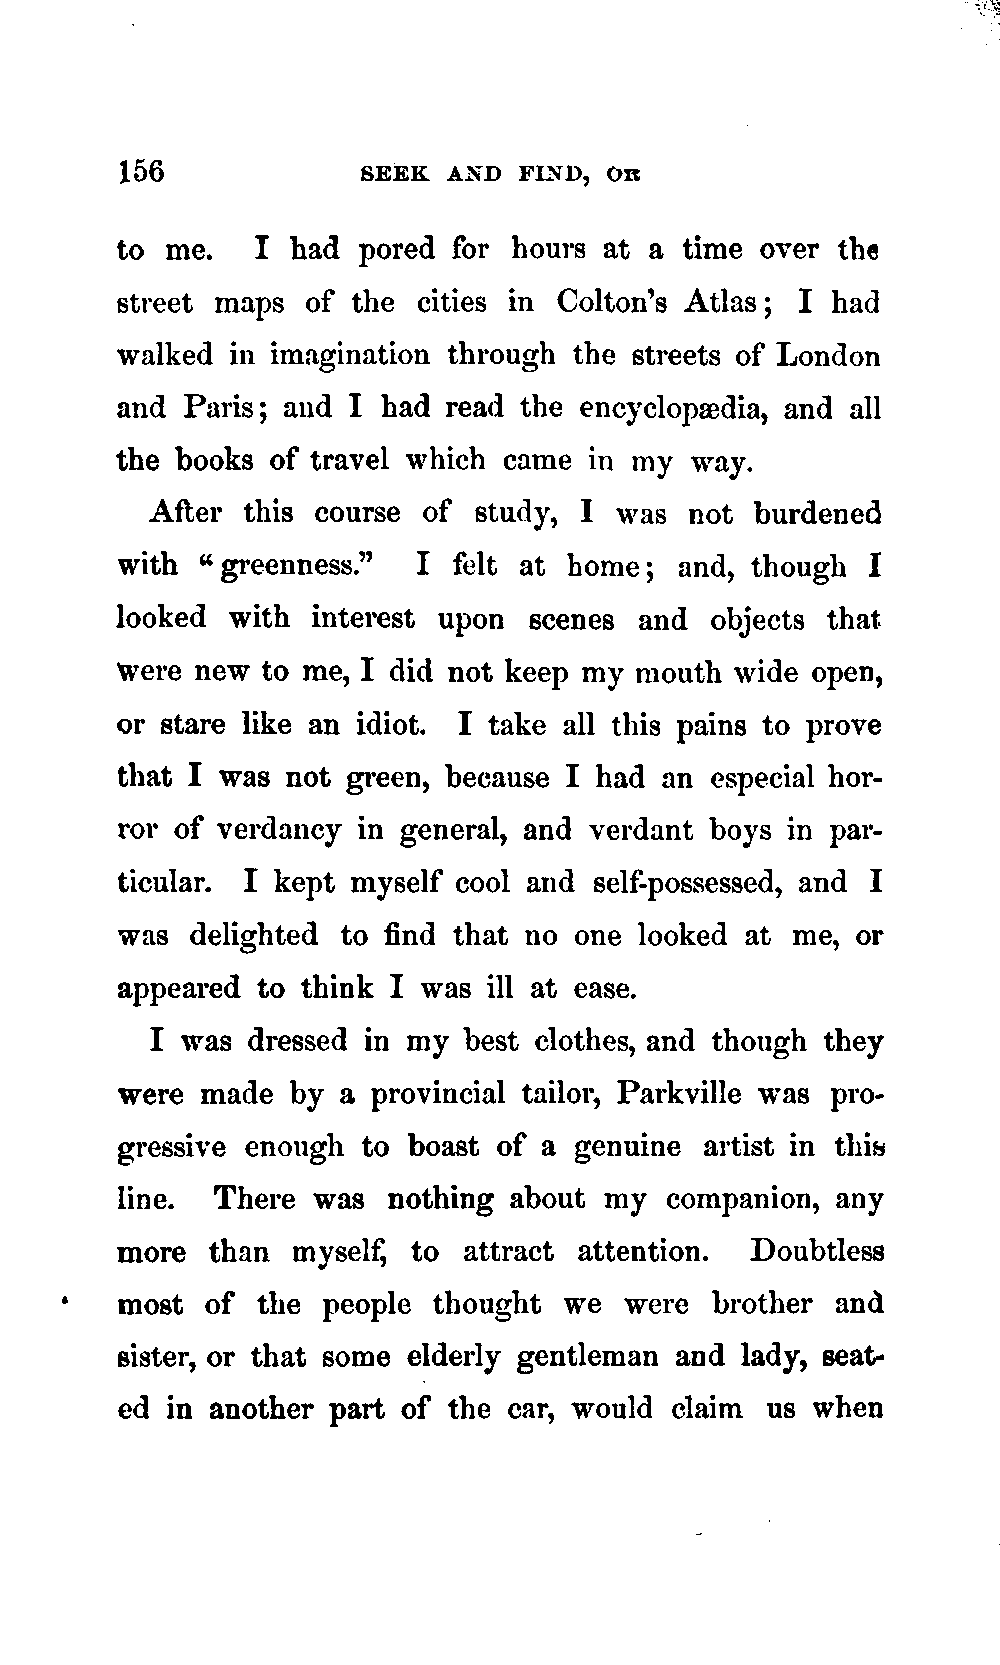 156 SEEK AND FIND, OR
to me. I had pored for hours at a time over the
street maps of the cities in Colton's Atlas; I had
walked in imagination through the streets of London
and Paris; and I had read the encyclopædia, and all
the books of travel which came in my way.
After this course of study, I was not burdened
with “greenness.” I felt at home; and, though I
looked with interest upon scenes and objects that
were new to me, I did not keep my mouth wide open,
or stare like an idiot. I take all this pains to prove
that I was not green, because I had an especial hor-
ror of verdancy in general, and verdant boys in par-
ticular. I kept myself cool and self-possessed, and I
was delighted to find that no one looked at me, or
appeared to think I was ill at ease.
I was dressed in my best clothes, and though they
were made by a provincial tailor, Parkville was pro-
gressive enough to boast of a genuine artist in this
line. There was nothing about my companion, any
more than myself, to attract attention. Doubtless
most of the people thought we were brother and
sister, or that some elderly gentleman and lady, seat-
ed in another part of the car, would claim us when